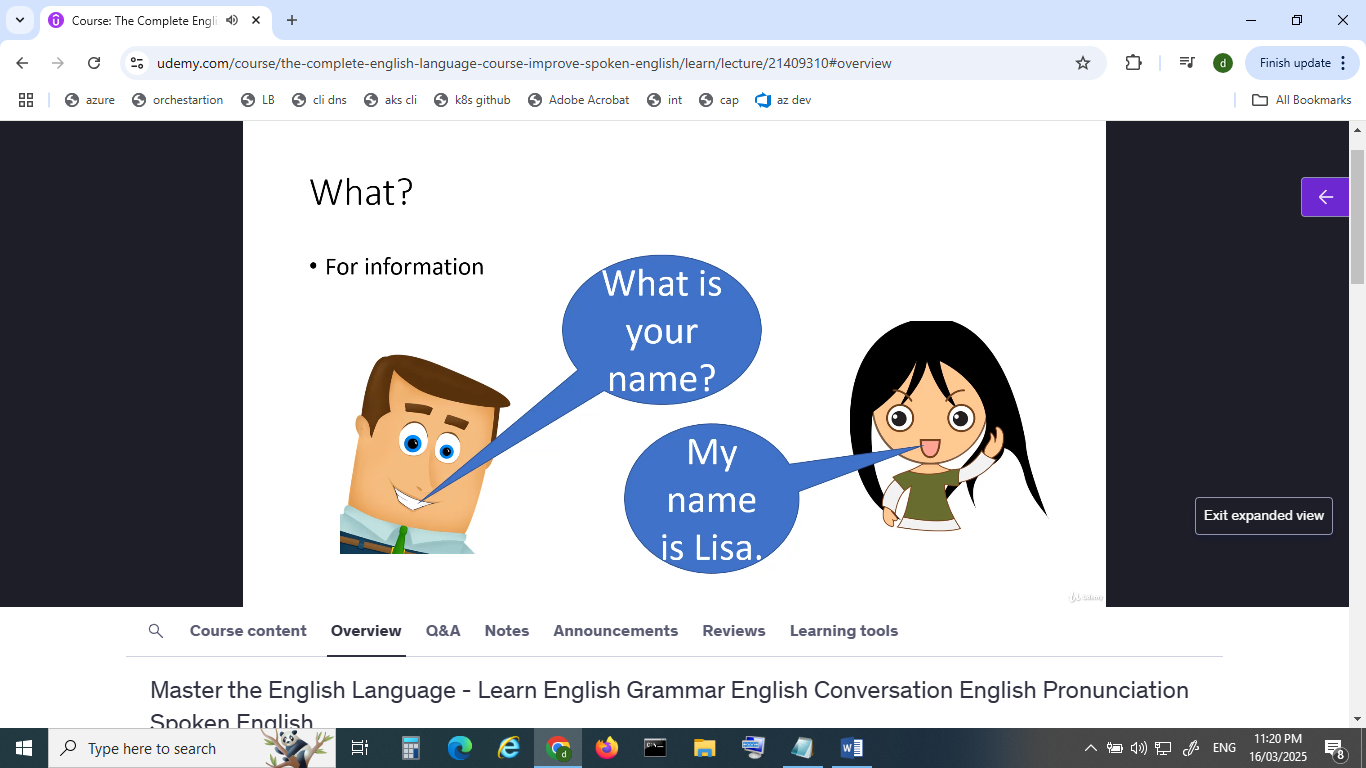 Course: The Complete Engli
udemy.com/course/the-complete-english-language-course-improve-spoken-english/learn/lecture/21409310#overview
d
Finish update
azure
orchestartion
LB
cli dns
aks cli
k8s github
Adobe Acrobat
int
cap
az dev
All Bookmarks
What?
• For information
What is
your
name?
My
name
is Lisa.
Exit expanded view
Udemy
Course content
Overview
Q&A
Notes
Announcements
Reviews
Learning tools
Master the English Language - Learn English Grammar English Conversation English Pronunciation
Spoken English
Type here to search
ENG
11:20 PM
16/03/2025
8